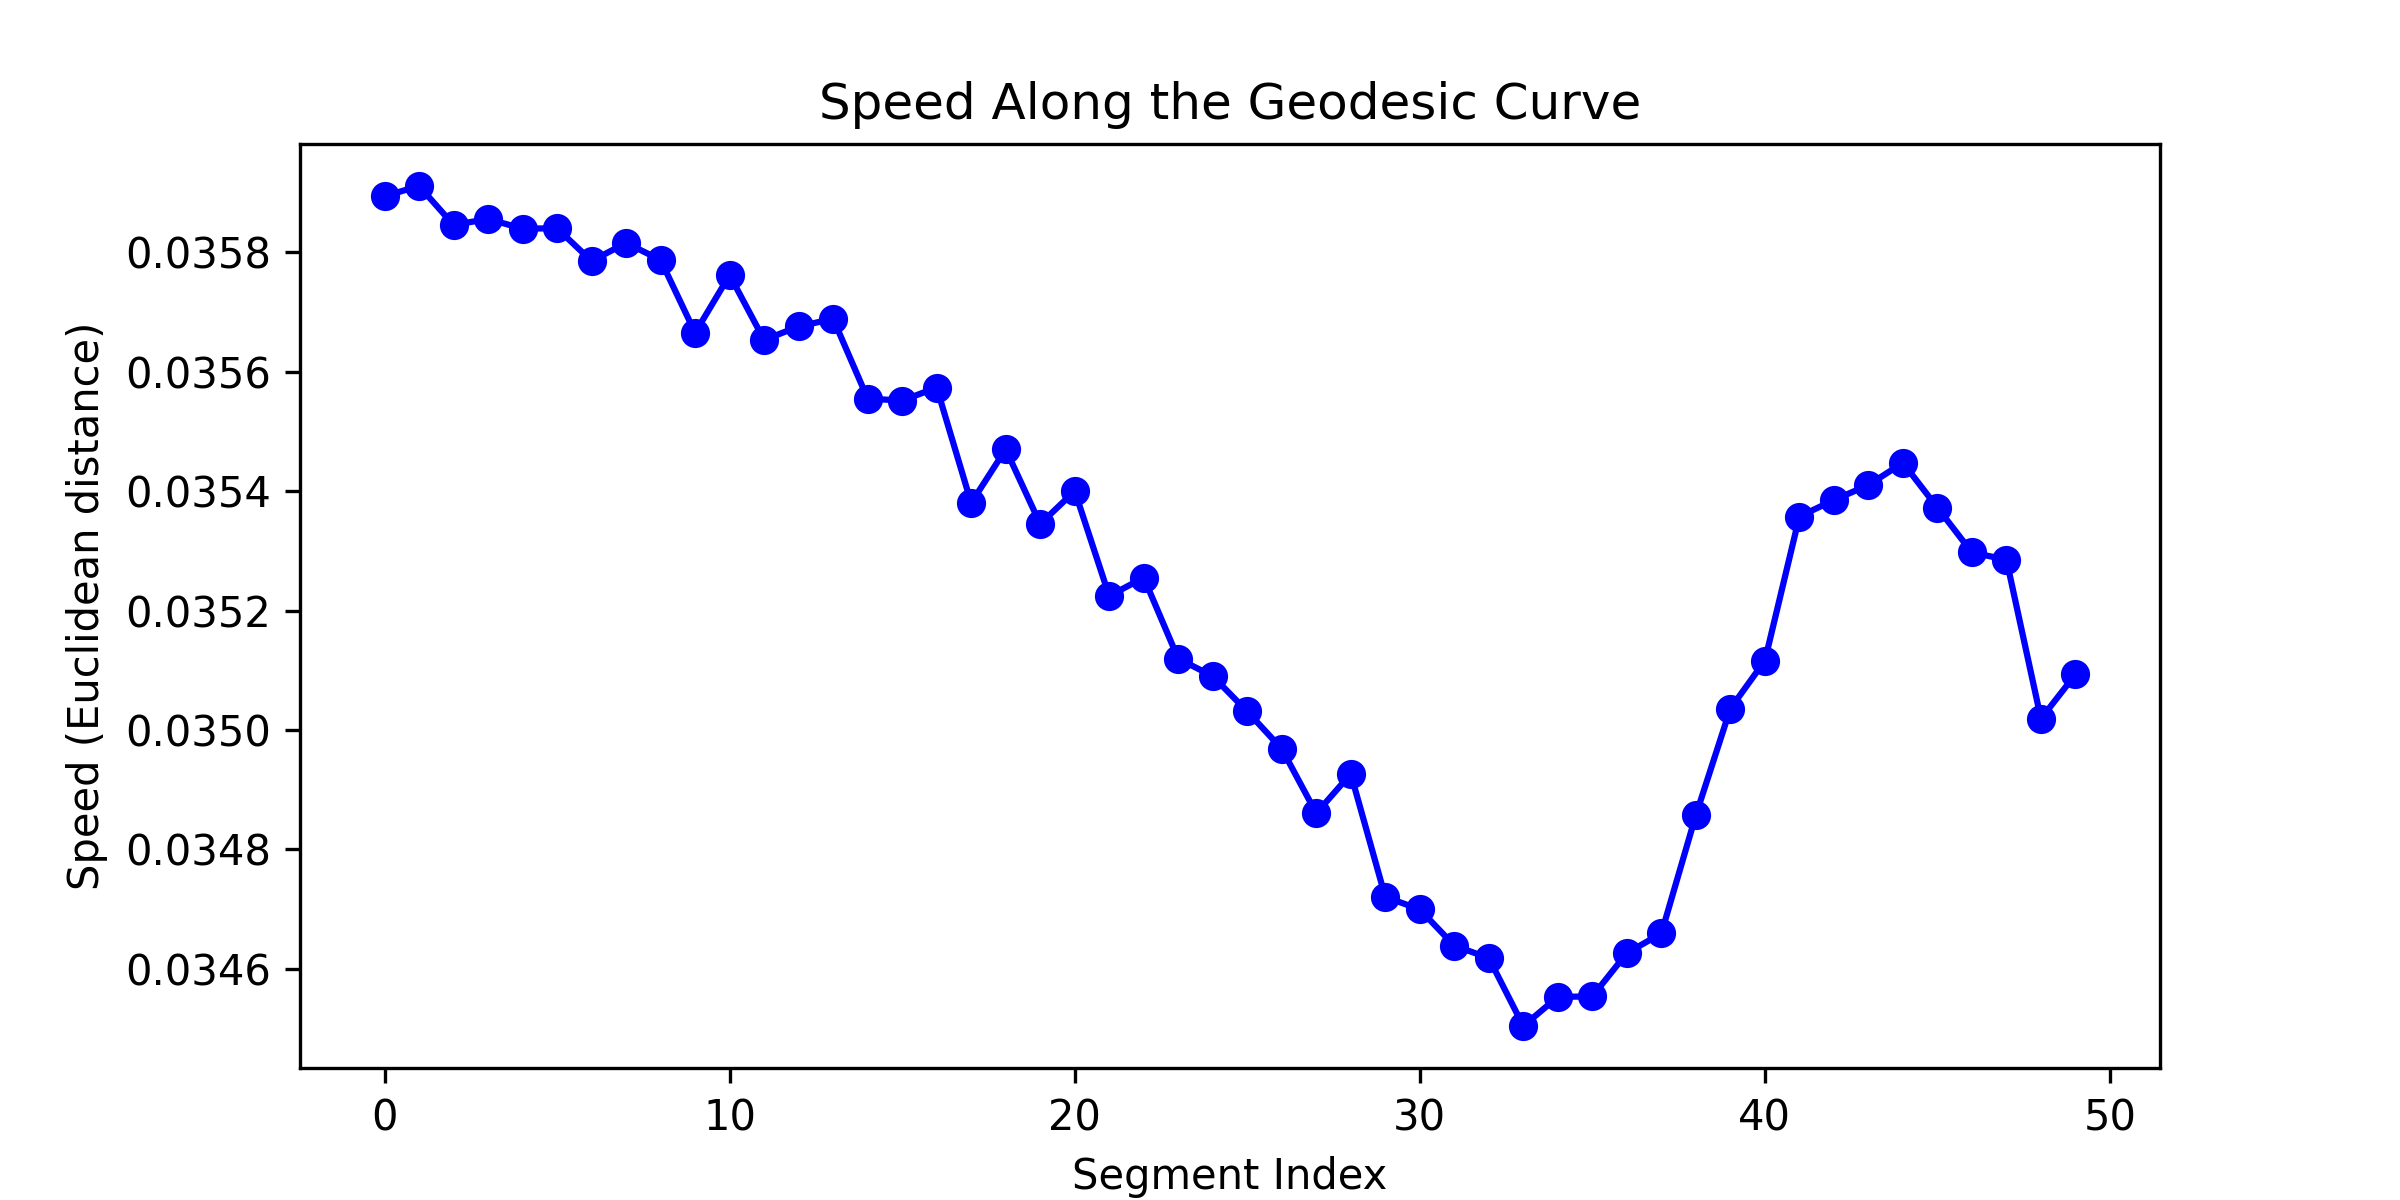 Speed Along the Geodesic Curve
Speed (Euclidean distance)
0.0358
0.0356
0.0354
0.0352
0.0350
0.0348
0.0346
0 10 20 30 40 50
Segment Index